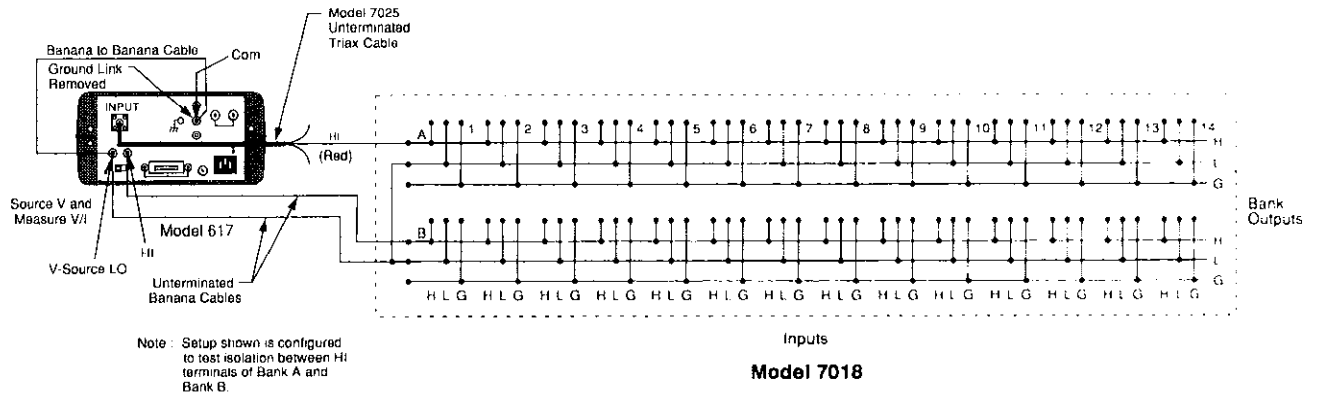 Model 7025
Unterminated
Triax Cable
Banana to Banana Cable
Com
Ground Link
Removed
INPUT
HI
(Red)
A
1 2 3 4 5 6 7 8 9 10 11 12 13 14
H
L
G
Source V and
Measure V/I
Model 617
HI
V-Source LO
Unterminated
Banana Cables
B
H
L
G
Bank
Outputs
H L G H L G H L G H L G H L G H L G H L G H L G H L G H L G H L G H L G H L G H L G
Inputs
Note : Setup shown is configured
to test isolation between HI
terminals of Bank A and
Bank B.
Model 7018